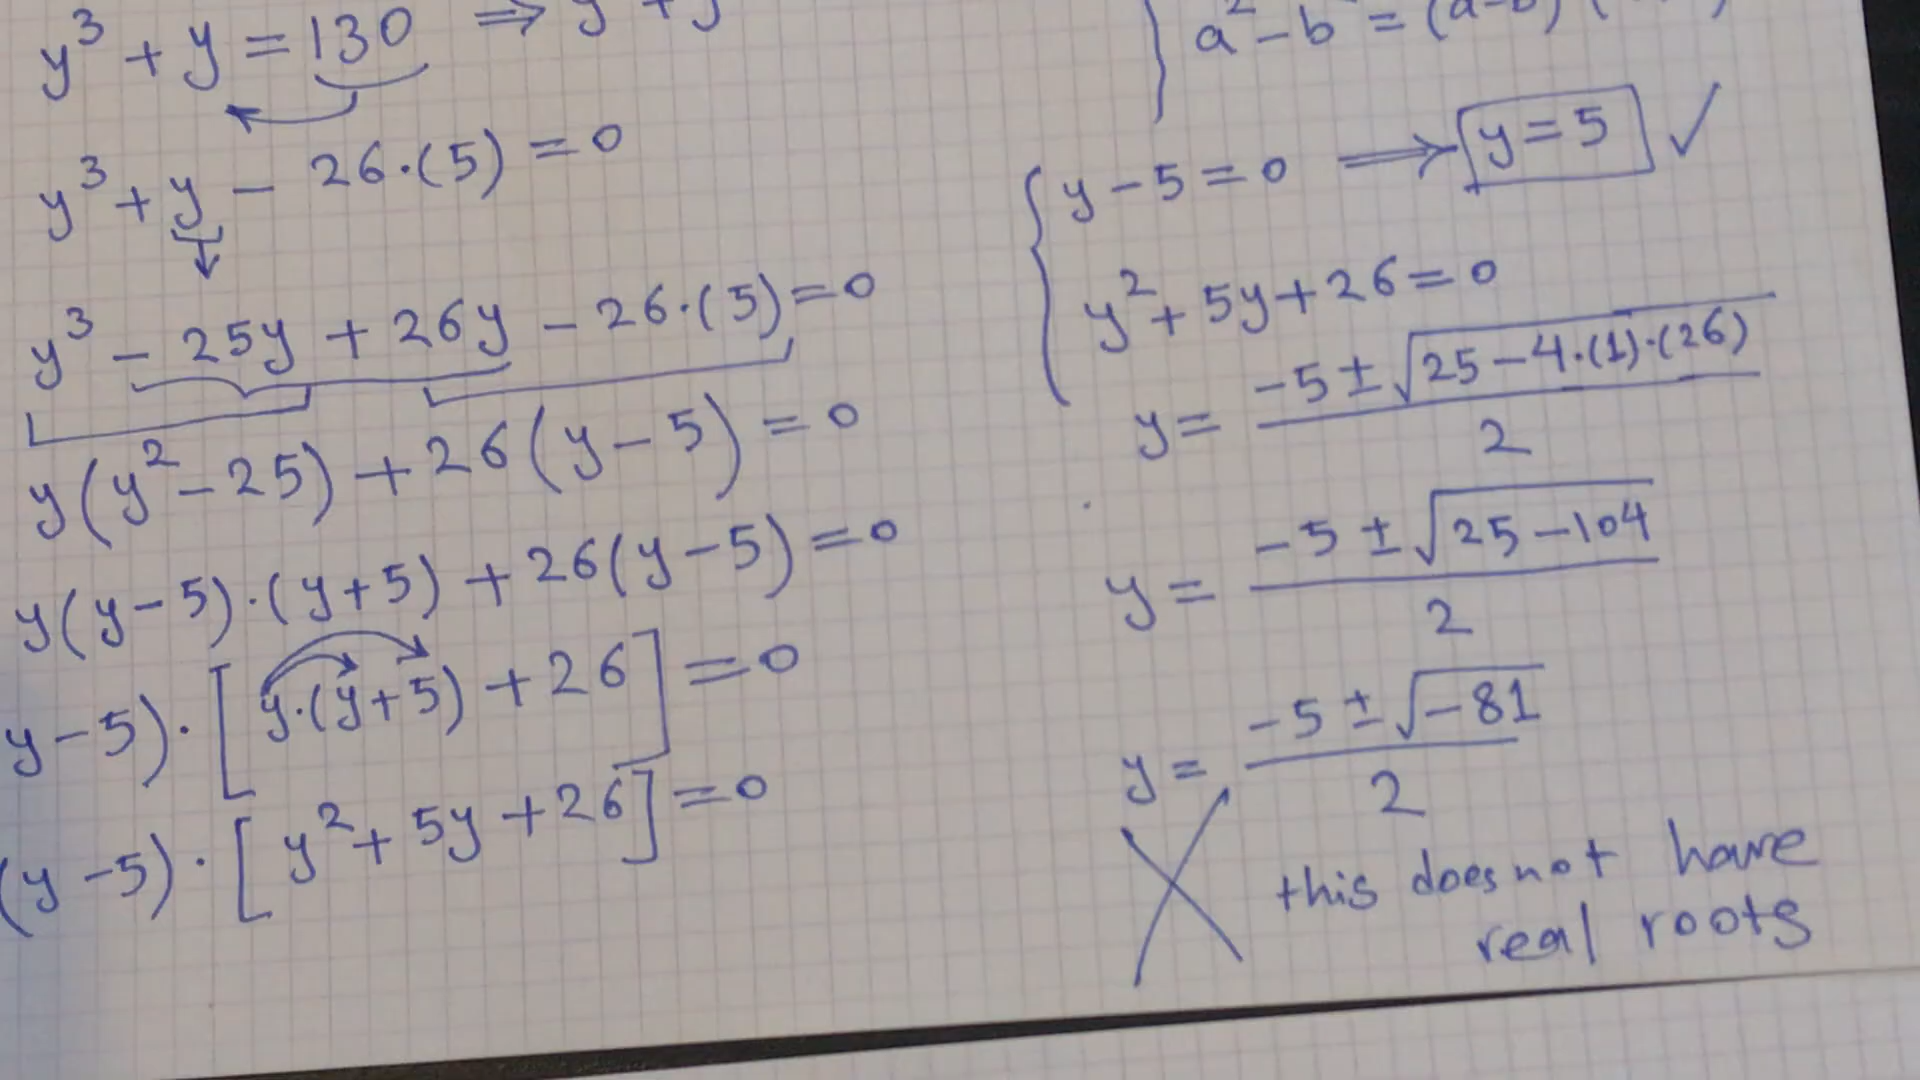 y³ + y = 130 ⟹ y + y
y³ + y - 26·(5) = 0
y³ - 25y + 26y - 26·(5) = 0
y(y² - 25) + 26(y - 5) = 0
y(y - 5)·(y + 5) + 26(y - 5) = 0
y - 5)·[y·(y + 5) + 26] = 0
(y - 5)·[y² + 5y + 26] = 0
a² - b = (a - b)(
y - 5 = 0 ⟹ y = 5 ✓
y² + 5y + 26 = 0
y = (-5 ± √(25 - 4·(1)·(26))) / 2
y = (-5 ± √(25 - 104)) / 2
y = (-5 ± √(-81)) / 2
this does not have
real roots